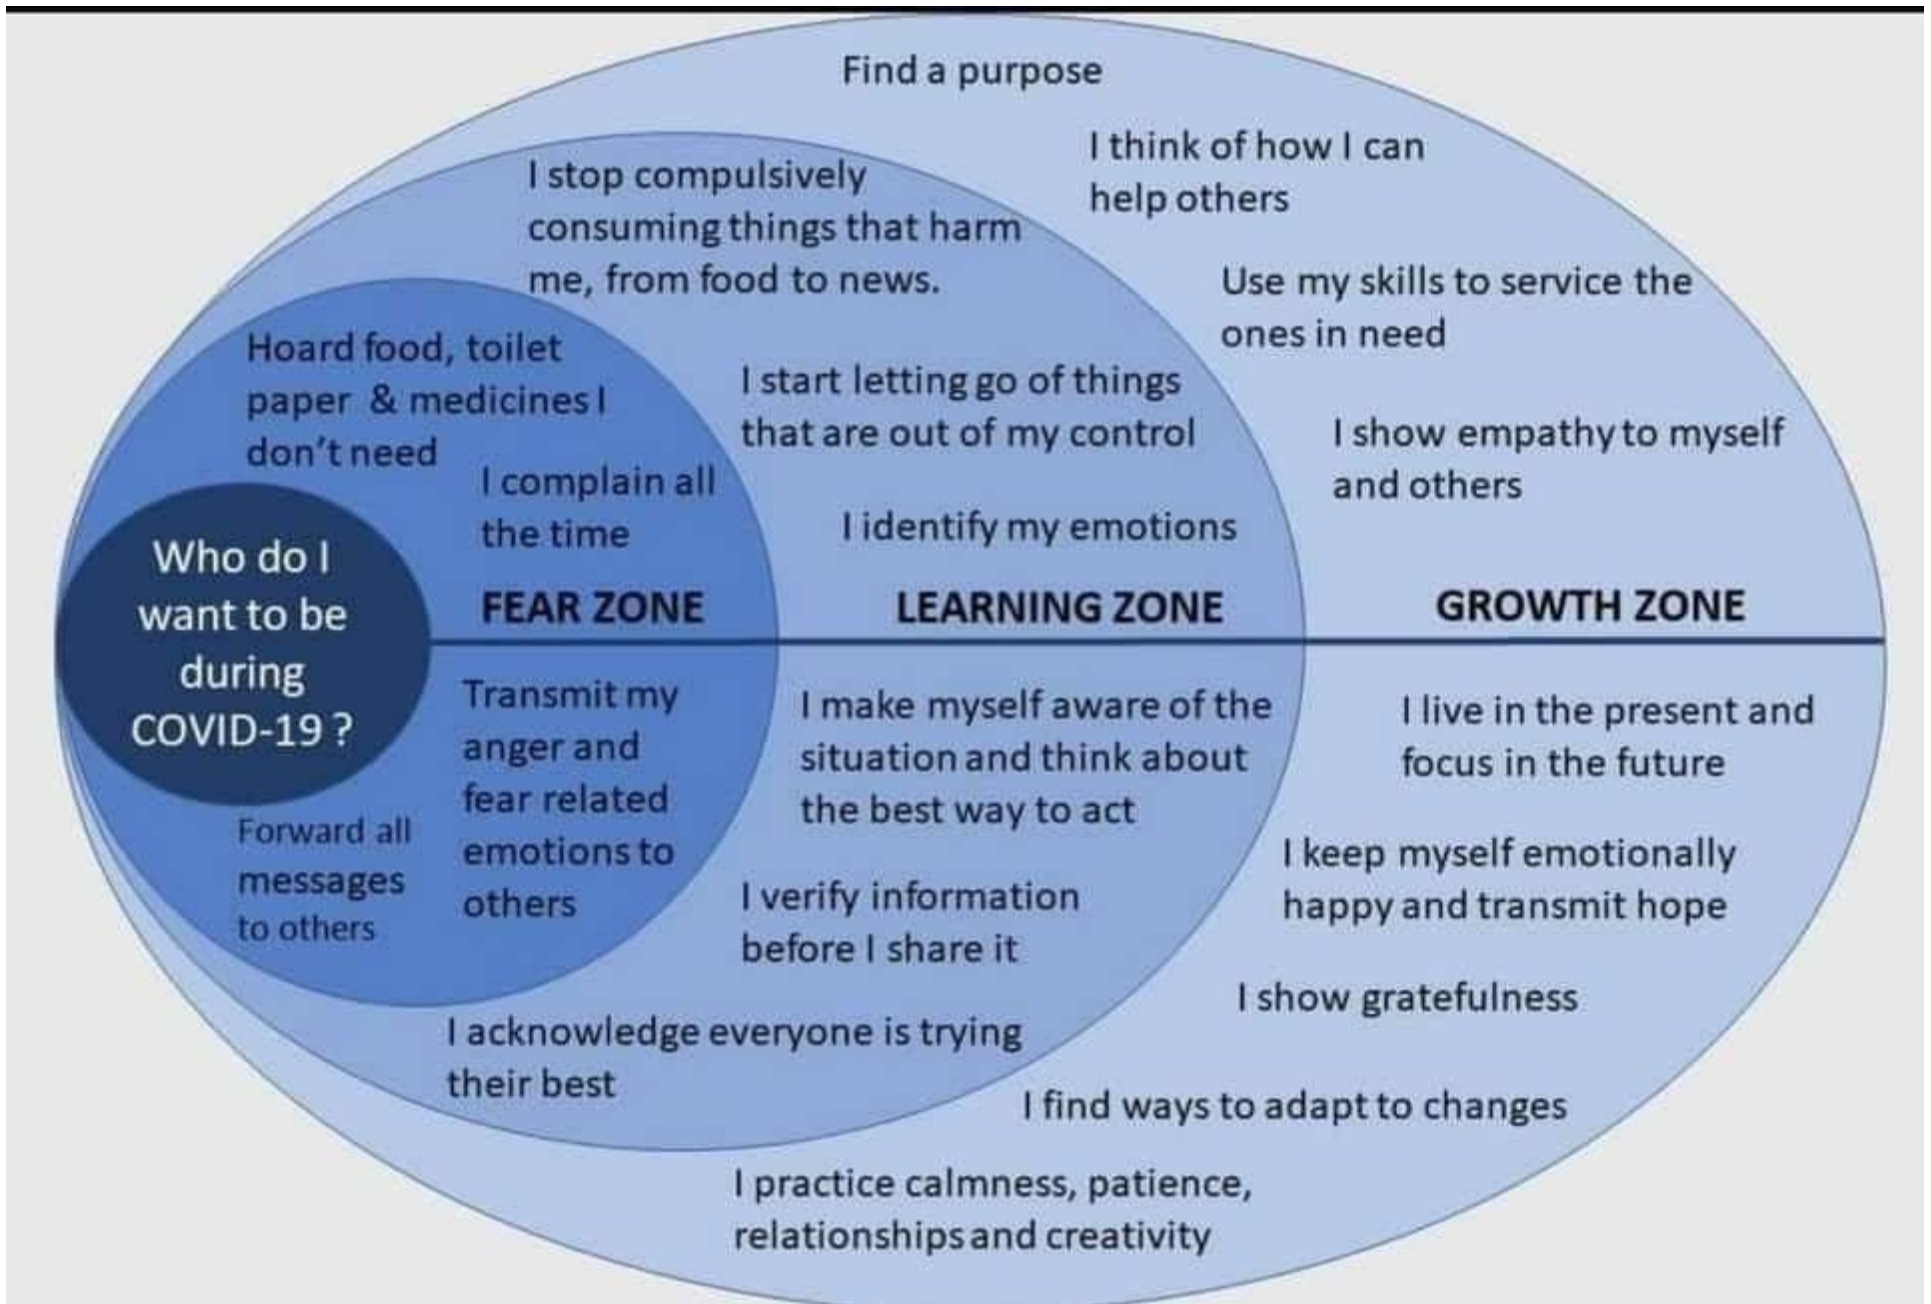 Find a purpose
I think of how I can
help others
I stop compulsively
consuming things that harm
me, from food to news.
Use my skills to service the
ones in need
Hoard food, toilet
paper & medicines I
don't need
I start letting go of things
that are out of my control
I show empathy to myself
and others
I complain all
the time
I identify my emotions
Who do I
want to be
during
COVID-19 ?
FEAR ZONE
LEARNING ZONE
GROWTH ZONE
Transmit my
anger and
fear related
emotions to
others
I make myself aware of the
situation and think about
the best way to act
I live in the present and
focus in the future
Forward all
messages
to others
I keep myself emotionally
happy and transmit hope
I verify information
before I share it
I show gratefulness
I acknowledge everyone is trying
their best
I find ways to adapt to changes
I practice calmness, patience,
relationships and creativity